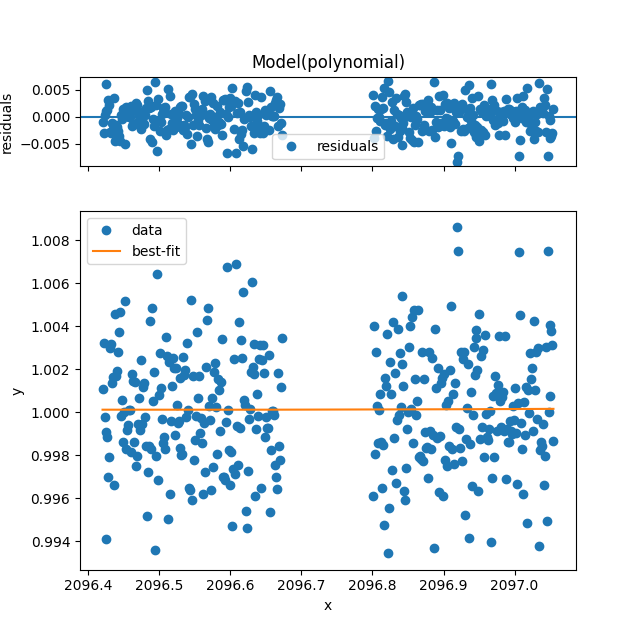 Model(polynomial)
0.005
0.000
−0.005
residuals
residuals
data
best-fit
1.008
1.006
1.004
1.002
1.000
0.998
0.996
0.994
y
2096.4 2096.5 2096.6 2096.7 2096.8 2096.9 2097.0
x